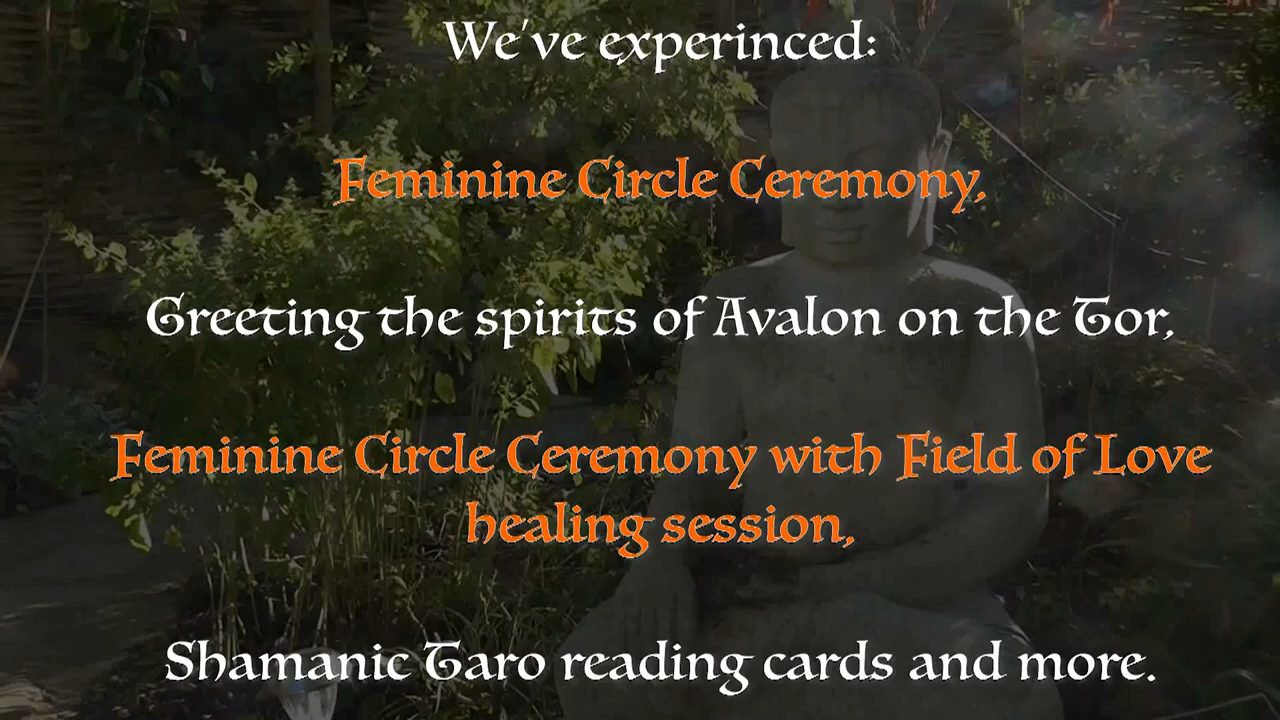 We've experinced:
Feminine Circle Ceremony,
Greeting the spirits of Avalon on the Tor,
Feminine Circle Ceremony with Field of Love
healing session,
Shamanic Taro reading cards and more.